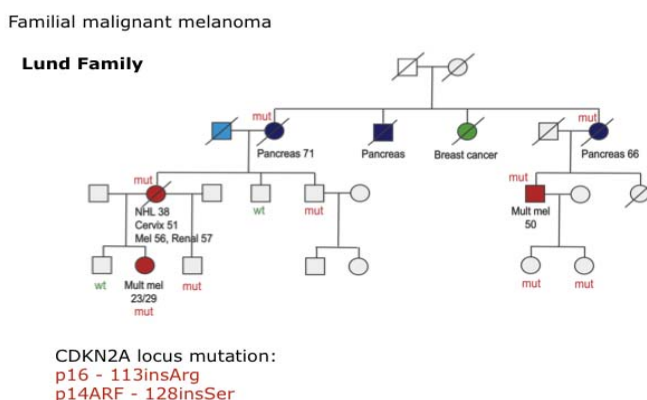 Familial malignant melanoma
Lund Family
mut
mut
Pancreas 71
Pancreas
Breast cancer
Pancreas 66
mut
mut
NHL 38
Cervix 51
Mel 56, Renal 57
wt
mut
Mult mel
50
wt
Mult mel
23/29
mut
mut
mut
mut
CDKN2A locus mutation:
p16 - 113insArg
p14ARF - 128insSer